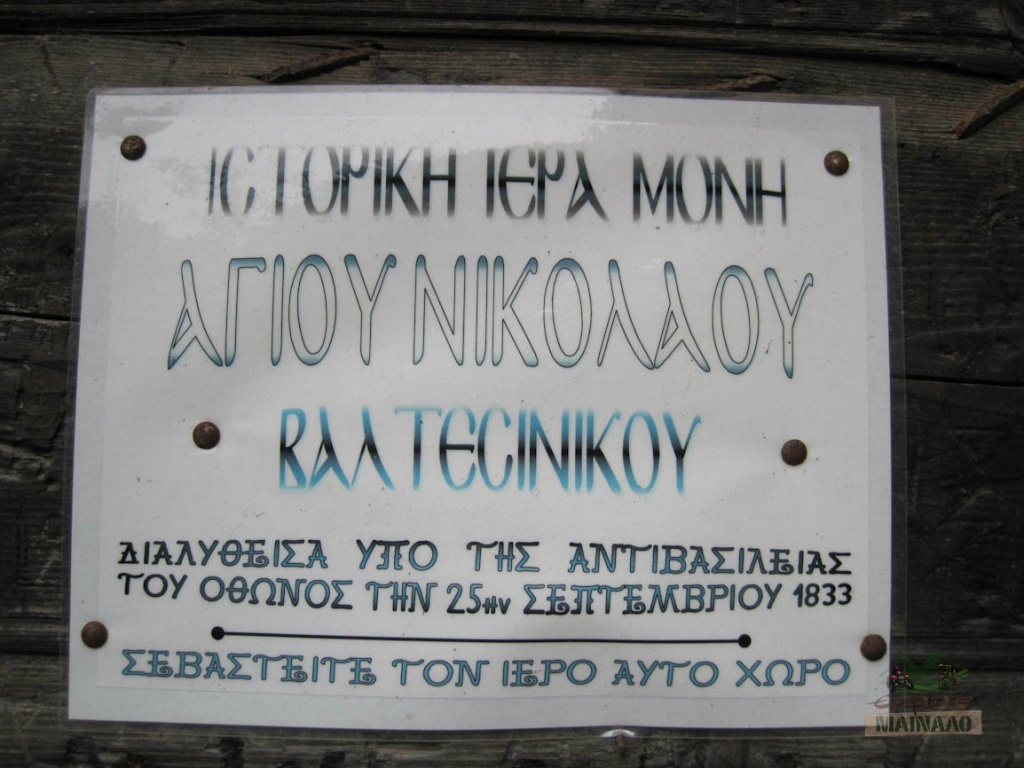 ΙCΤΟΡΙΚΗ ΙΕΡΑ ΜΟΝΗ
ΑΓΙΟΥ ΝΙΚΟΛΑΟΥ
ΒΑΛΤΕCΙΝΙΚΟΥ
ΔΙΑΛΥΘΕΙΣΑ ΥΠΟ ΤΗΣ ΑΝΤΙΒΑΣΙΛΕΙΑΣ
ΤΟΥ ΟΘΩΝΟΣ ΤΗΝ 25ην ΣΕΠΤΕΜΒΡΙΟΥ 1833
ΣΕΒΑΣΤΕΙΤΕ ΤΟΝ ΙΕΡΟ ΑΥΤΟ ΧΩΡΟ
ΜΑΙΝΑΛΟ